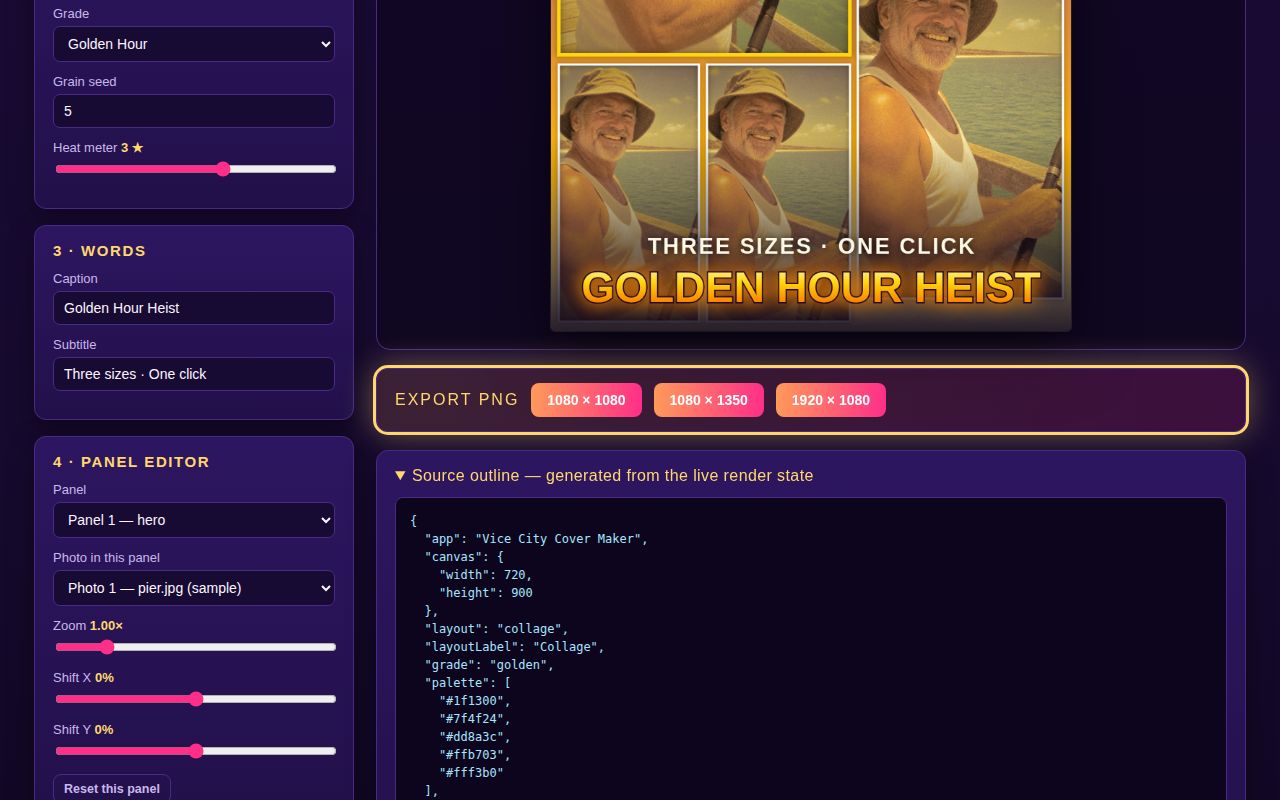 Grade
Golden Hour
Grain seed
5
Heat meter 3 ★
3 · WORDS
Caption
Golden Hour Heist
Subtitle
Three sizes · One click
4 · PANEL EDITOR
Panel
Panel 1 — hero
Photo in this panel
Photo 1 — pier.jpg (sample)
Zoom 1.00×
Shift X 0%
Shift Y 0%
Reset this panel
THREE SIZES · ONE CLICK
GOLDEN HOUR HEIST
EXPORT PNG
1080 × 1080
1080 × 1350
1920 × 1080
▼ Source outline — generated from the live render state
{
  "app": "Vice City Cover Maker",
  "canvas": {
    "width": 720,
    "height": 900
  },
  "layout": "collage",
  "layoutLabel": "Collage",
  "grade": "golden",
  "palette": [
    "#1f1300",
    "#7f4f24",
    "#dd8a3c",
    "#ffb703",
    "#fff3b0"
  ],